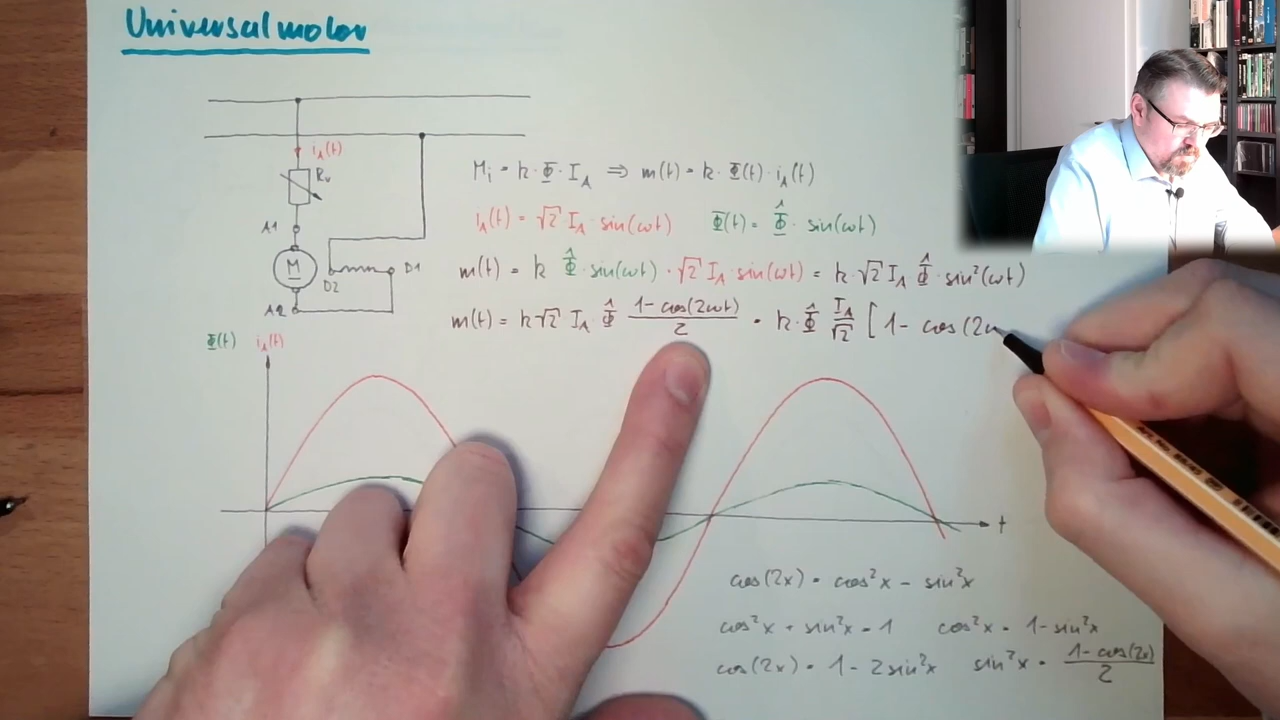 Universalmotor
i_A(t)
R_v
A1
M
D2
D1
A2
M_i = k · Φ · I_A ⇒ m(t) = k · Φ(t) · i_A(t)
i_A(t) = √2 I_A · sin(ωt) Φ(t) = Φ̂ · sin(ωt)
m(t) = k Φ̂ · sin(ωt) · √2 I_A · sin(ωt) = k · √2 I_A Φ̂ · sin²(ωt)
m(t) = k √2 I_A Φ̂ (1 - cos(2ωt))/2 = k · Φ̂ I_A/√2 [1 - cos(2ω
Φ(t) i_A(t)
t
cos(2x) = cos²x - sin²x
cos²x + sin²x = 1 cos²x = 1 - sin²x
cos(2x) = 1 - 2 sin²x sin²x = (1 - cos(2x))/2